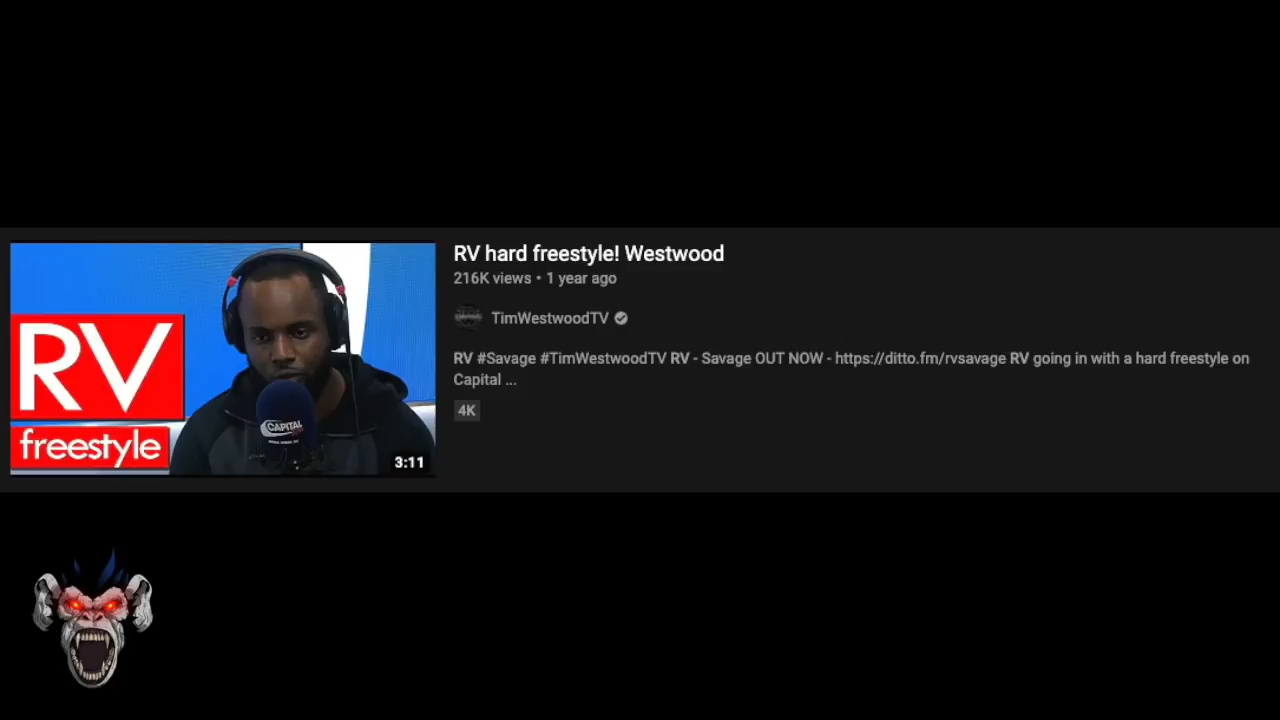 RV hard freestyle! Westwood
216K views • 1 year ago
TimWestwoodTV
RV #Savage #TimWestwoodTV RV - Savage OUT NOW - https://ditto.fm/rvsavage RV going in with a hard freestyle on
Capital ...
4K
RV
freestyle
CAPITAL
3:11